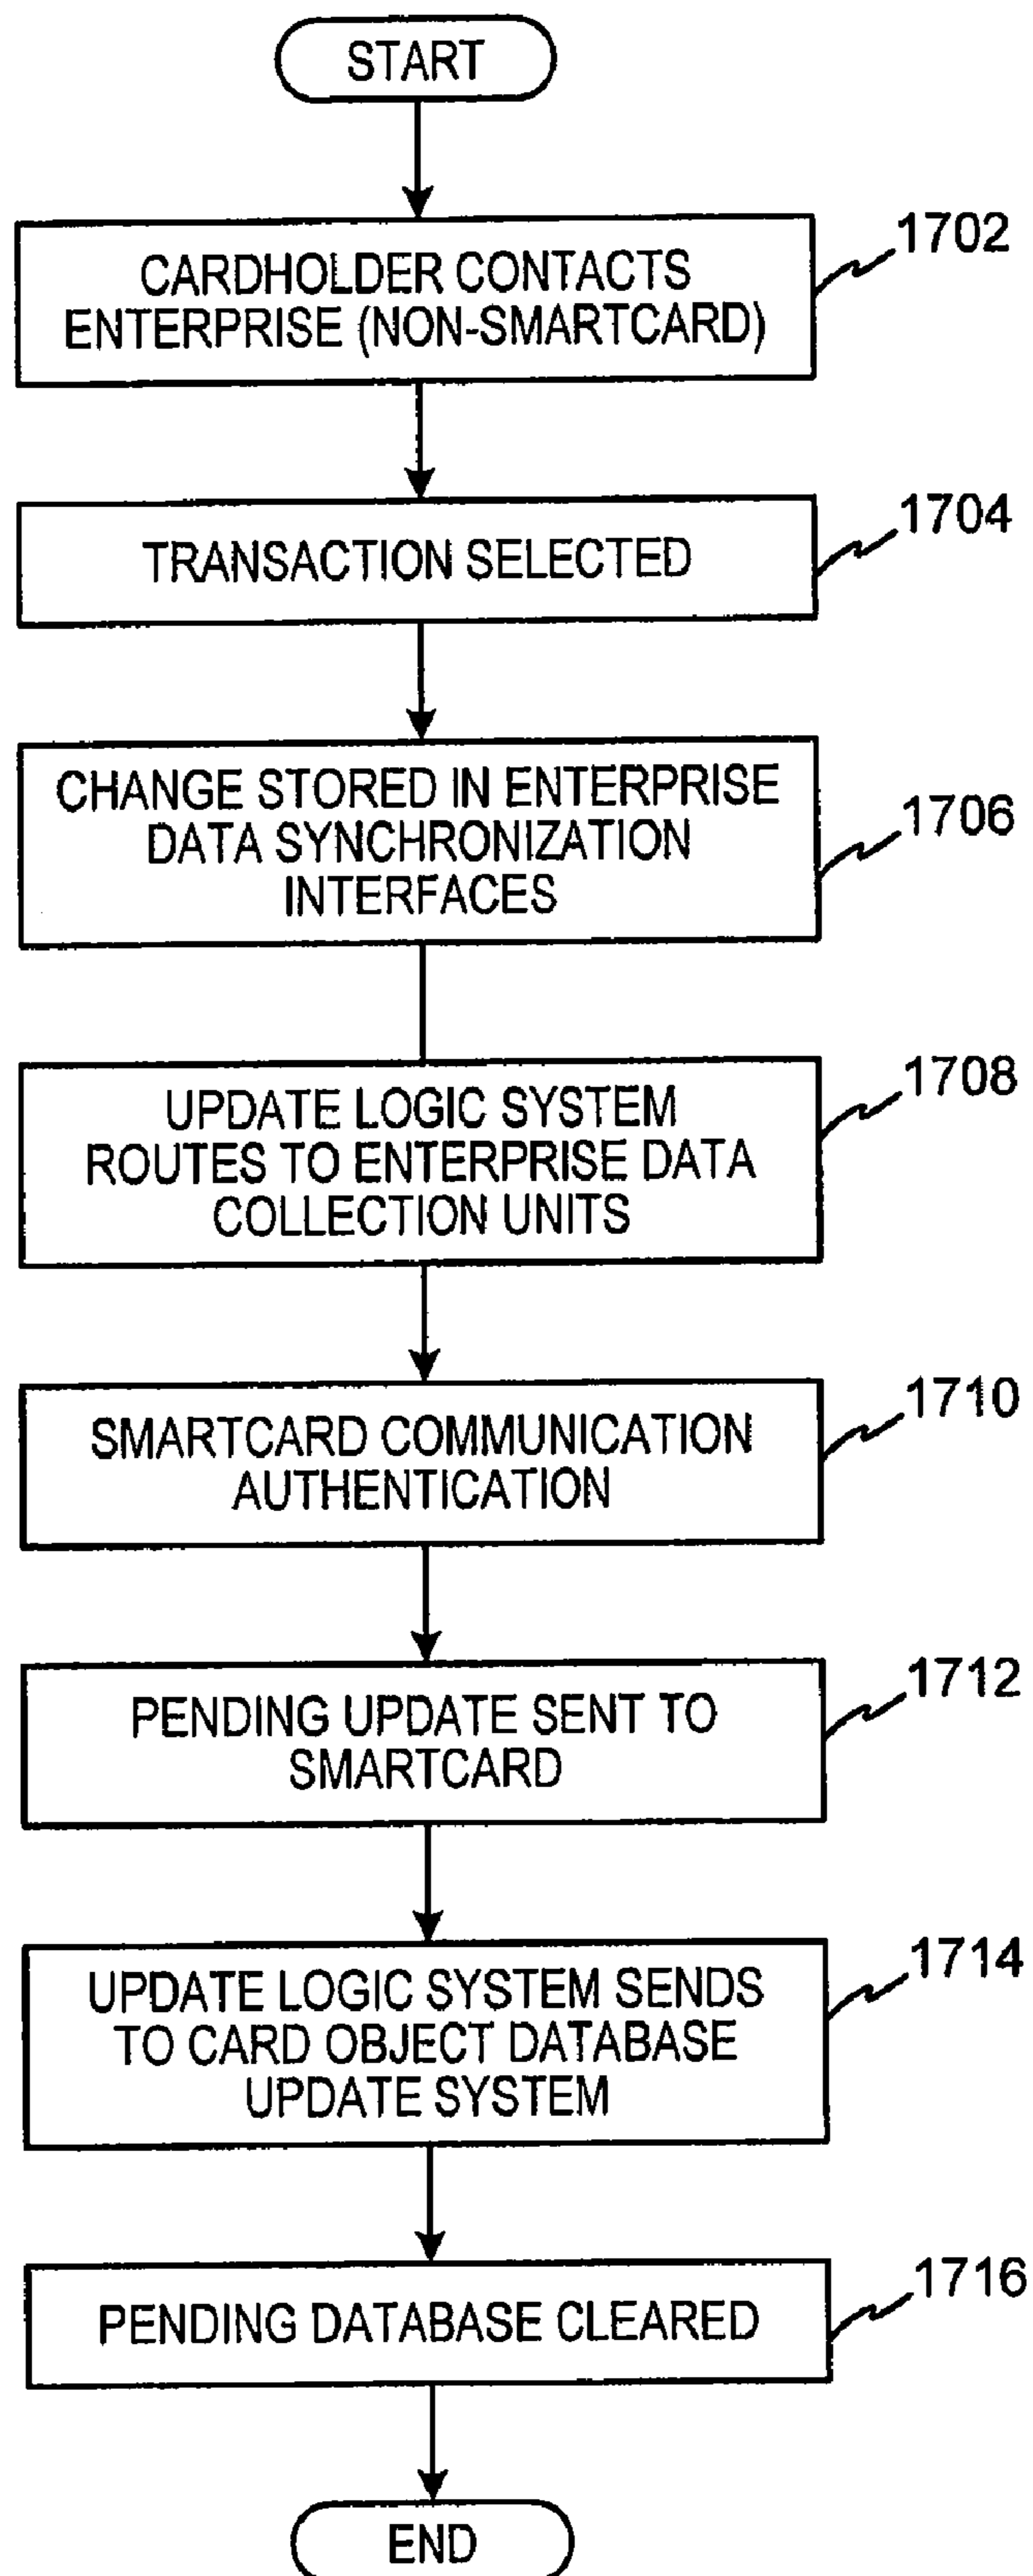 START
1702
CARDHOLDER CONTACTS
ENTERPRISE (NON-SMARTCARD)
1704
TRANSACTION SELECTED
1706
CHANGE STORED IN ENTERPRISE
DATA SYNCHRONIZATION
INTERFACES
1708
UPDATE LOGIC SYSTEM
ROUTES TO ENTERPRISE DATA
COLLECTION UNITS
1710
SMARTCARD COMMUNICATION
AUTHENTICATION
1712
PENDING UPDATE SENT TO
SMARTCARD
1714
UPDATE LOGIC SYSTEM SENDS
TO CARD OBJECT DATABASE
UPDATE SYSTEM
1716
PENDING DATABASE CLEARED
END